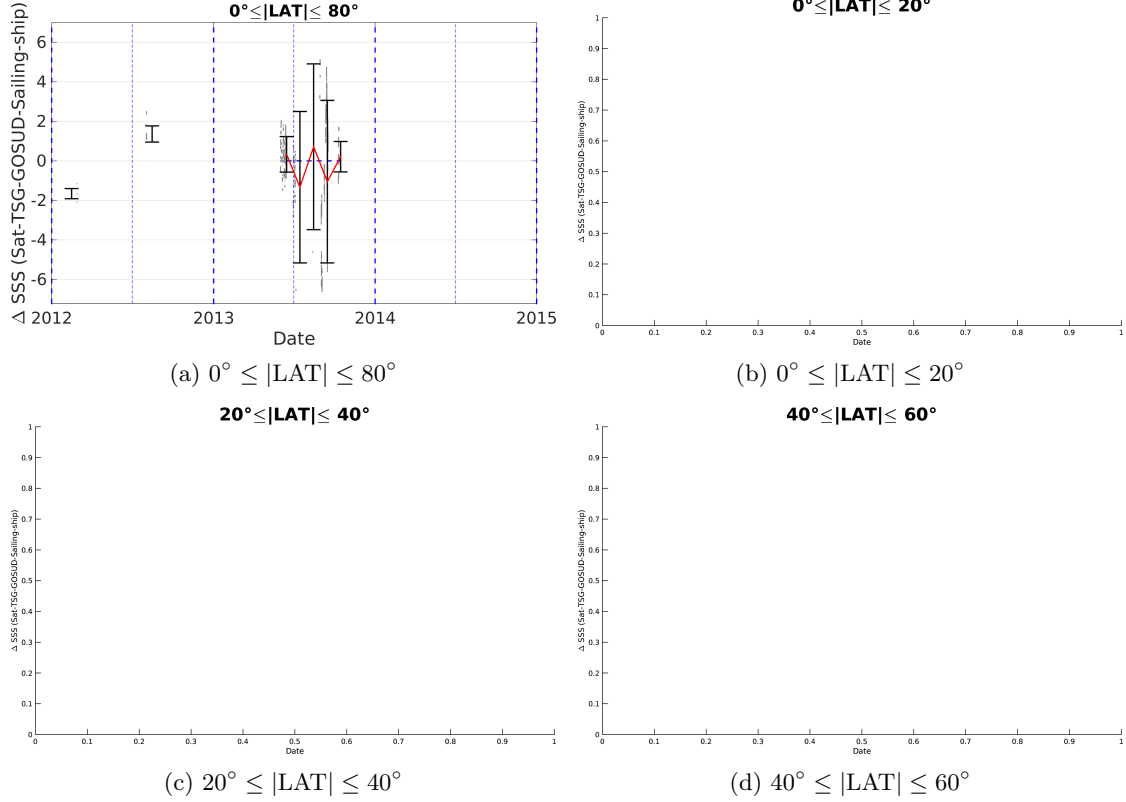 0°≤|LAT|≤ 80°
Δ SSS (Sat-TSG-GOSUD-Sailing-ship)
6
4
2
0
-2
-4
-6
2012 2013 2014 2015
Date
(a) 0° ≤ |LAT| ≤ 80°
0°≤|LAT|≤ 20°
Δ SSS (Sat-TSG-GOSUD-Sailing-ship)
1
0.9
0.8
0.7
0.6
0.5
0.4
0.3
0.2
0.1
0
0 0.1 0.2 0.3 0.4 0.5 0.6 0.7 0.8 0.9 1
Date
(b) 0° ≤ |LAT| ≤ 20°
20°≤|LAT|≤ 40°
Δ SSS (Sat-TSG-GOSUD-Sailing-ship)
1
0.9
0.8
0.7
0.6
0.5
0.4
0.3
0.2
0.1
0
0 0.1 0.2 0.3 0.4 0.5 0.6 0.7 0.8 0.9 1
Date
(c) 20° ≤ |LAT| ≤ 40°
40°≤|LAT|≤ 60°
Δ SSS (Sat-TSG-GOSUD-Sailing-ship)
1
0.9
0.8
0.7
0.6
0.5
0.4
0.3
0.2
0.1
0
0 0.1 0.2 0.3 0.4 0.5 0.6 0.7 0.8 0.9 1
Date
(d) 40° ≤ |LAT| ≤ 60°